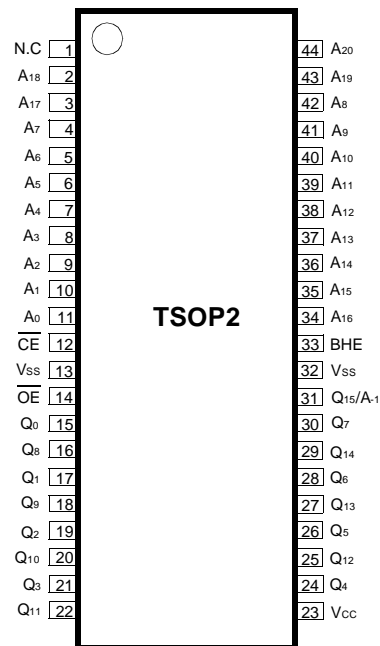 N.C 1 44 A20
A18 2 43 A19
A17 3 42 A8
A7 4 41 A9
A6 5 40 A10
A5 6 39 A11
A4 7 38 A12
A3 8 37 A13
A2 9 36 A14
A1 10 35 A15
A0 11 TSOP2 34 A16
C̅E̅ 12 33 BHE
VSS 13 32 VSS
O̅E̅ 14 31 Q15/A-1
Q0 15 30 Q7
Q8 16 29 Q14
Q1 17 28 Q6
Q9 18 27 Q13
Q2 19 26 Q5
Q10 20 25 Q12
Q3 21 24 Q4
Q11 22 23 VCC